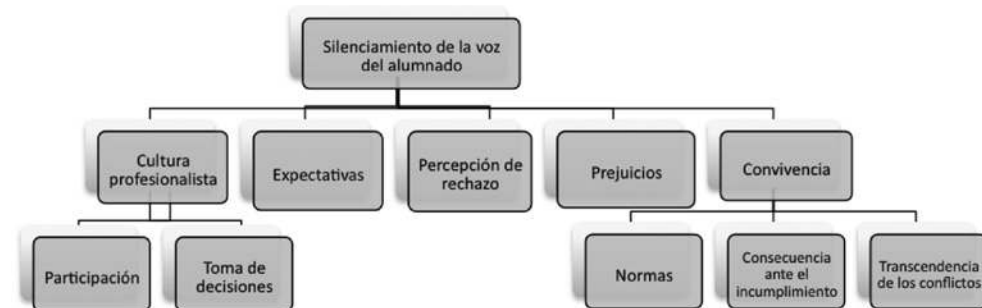 Silenciamiento de la voz
del alumnado
Cultura
profesionalista
Expectativas
Percepción de
rechazo
Prejuicios
Convivencia
Participación
Toma de
decisiones
Normas
Consecuencia
ante el
incumplimiento
Transcendencia
de los conflictos